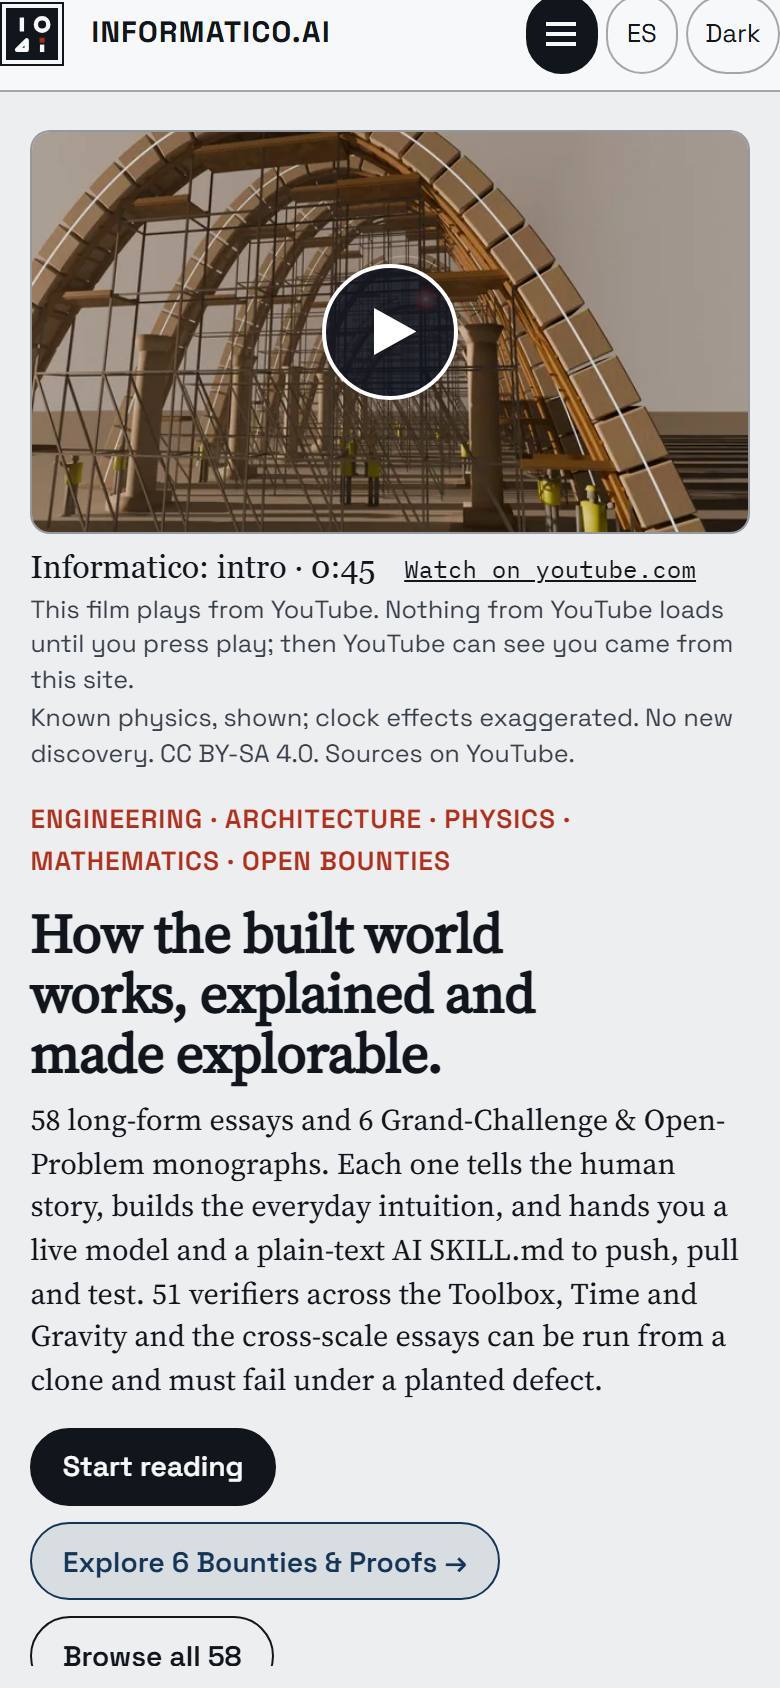 INFORMATICO.AI
ES
Dark
Informatico: intro · 0:45 Watch on youtube.com
This film plays from YouTube. Nothing from YouTube loads
until you press play; then YouTube can see you came from
this site.
Known physics, shown; clock effects exaggerated. No new
discovery. CC BY-SA 4.0. Sources on YouTube.
ENGINEERING · ARCHITECTURE · PHYSICS ·
MATHEMATICS · OPEN BOUNTIES
How the built world
works, explained and
made explorable.
58 long-form essays and 6 Grand-Challenge & Open-
Problem monographs. Each one tells the human
story, builds the everyday intuition, and hands you a
live model and a plain-text AI SKILL.md to push, pull
and test. 51 verifiers across the Toolbox, Time and
Gravity and the cross-scale essays can be run from a
clone and must fail under a planted defect.
Start reading
Explore 6 Bounties & Proofs →
Browse all 58